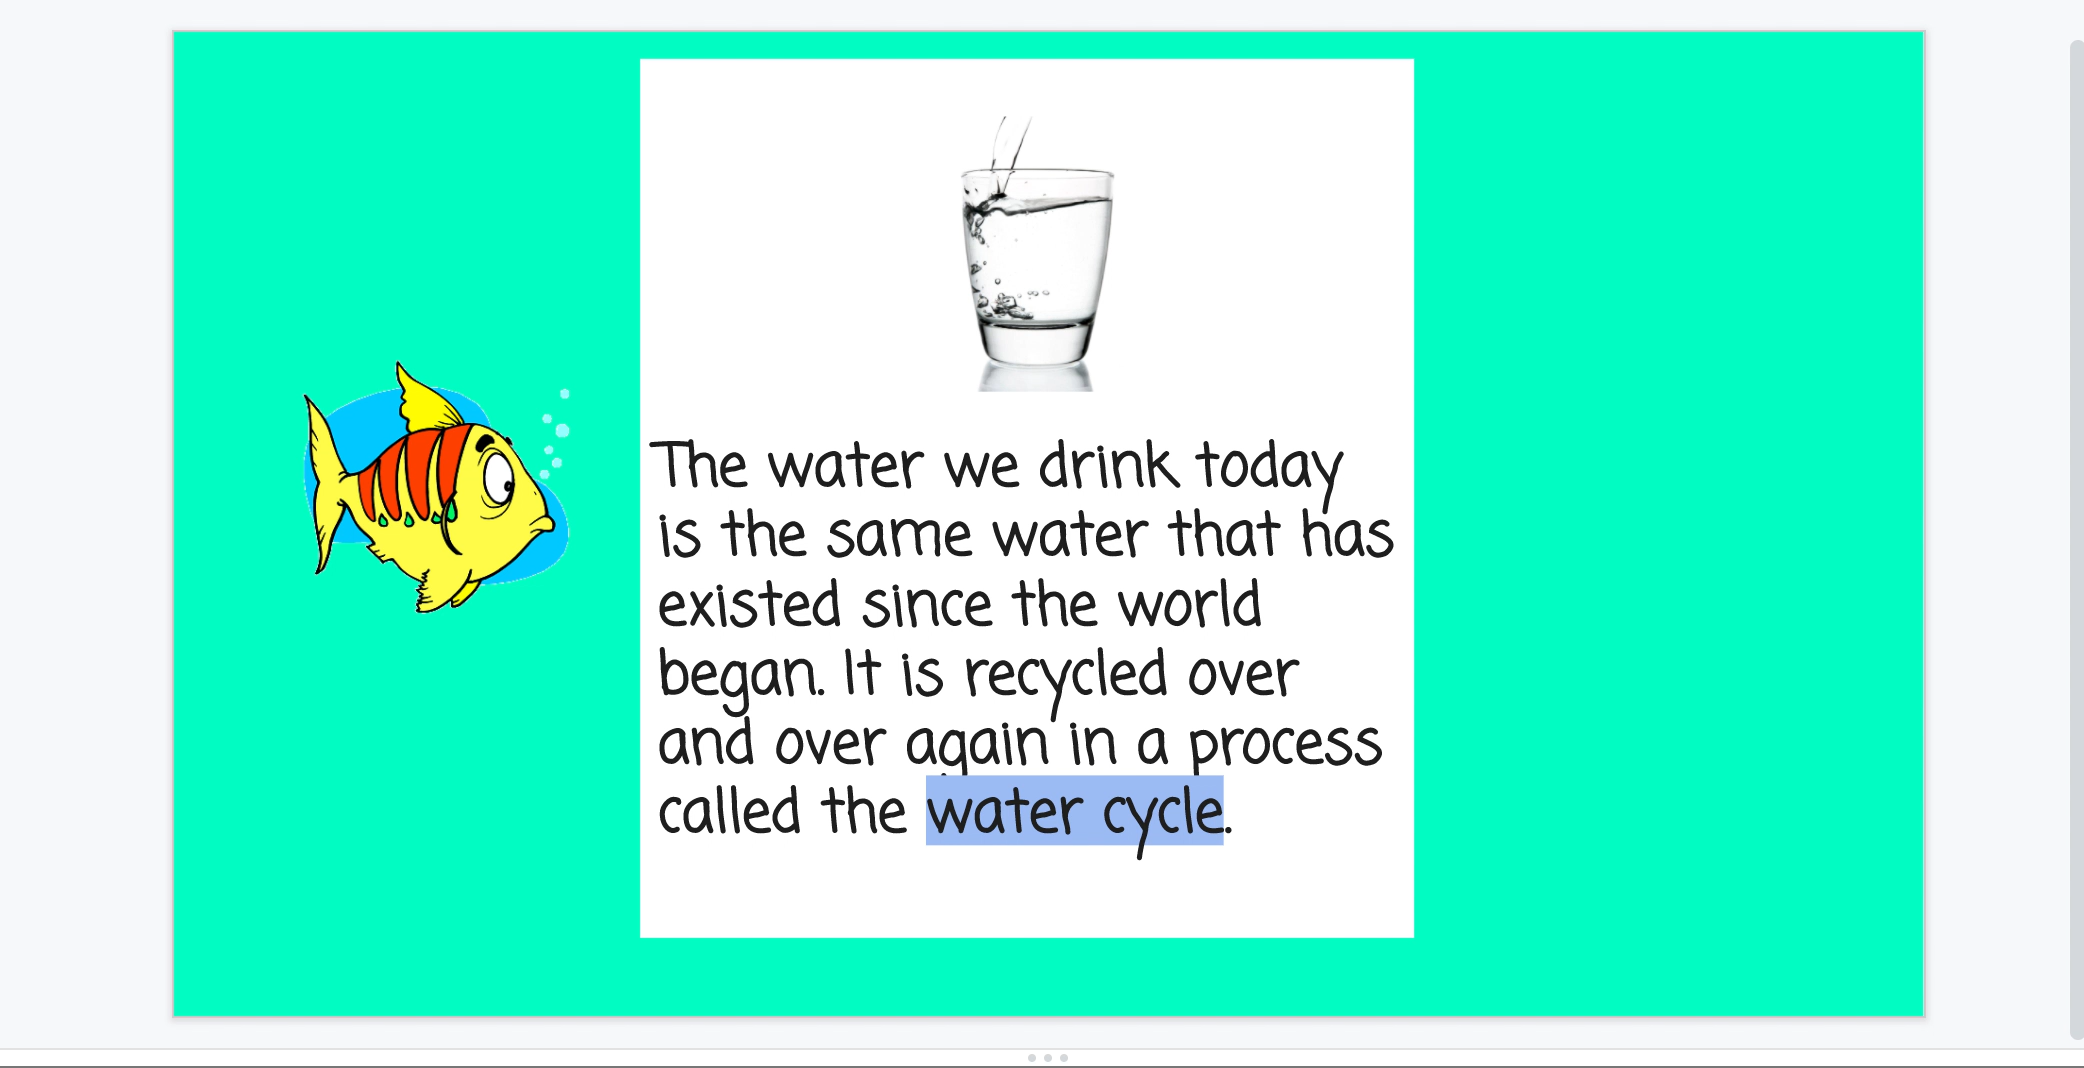 The water we drink today
is the same water that has
existed since the world
began. It is recycled over
and over again in a process
called the water cycle.